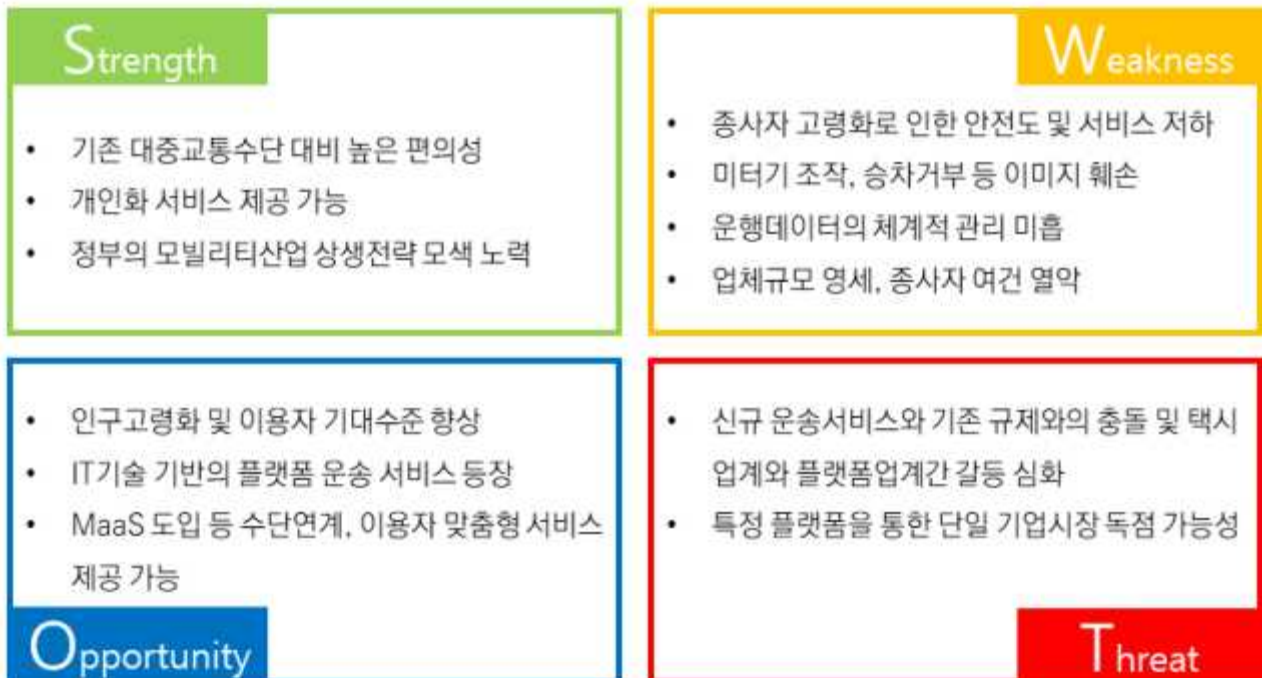 Strength
• 기존 대중교통수단 대비 높은 편의성
• 개인화 서비스 제공 가능
• 정부의 모빌리티산업 상생전략 모색 노력
Weakness
• 종사자 고령화로 인한 안전도 및 서비스 저하
• 미터기 조작, 승차거부 등 이미지 훼손
• 운행데이터의 체계적 관리 미흡
• 업체규모 영세, 종사자 여건 열악
• 인구고령화 및 이용자 기대수준 향상
• IT기술 기반의 플랫폼 운송 서비스 등장
• MaaS 도입 등 수단연계, 이용자 맞춤형 서비스
제공 가능
Opportunity
• 신규 운송서비스와 기존 규제와의 충돌 및 택시
업계와 플랫폼업계간 갈등 심화
• 특정 플랫폼을 통한 단일 기업시장 독점 가능성
Threat